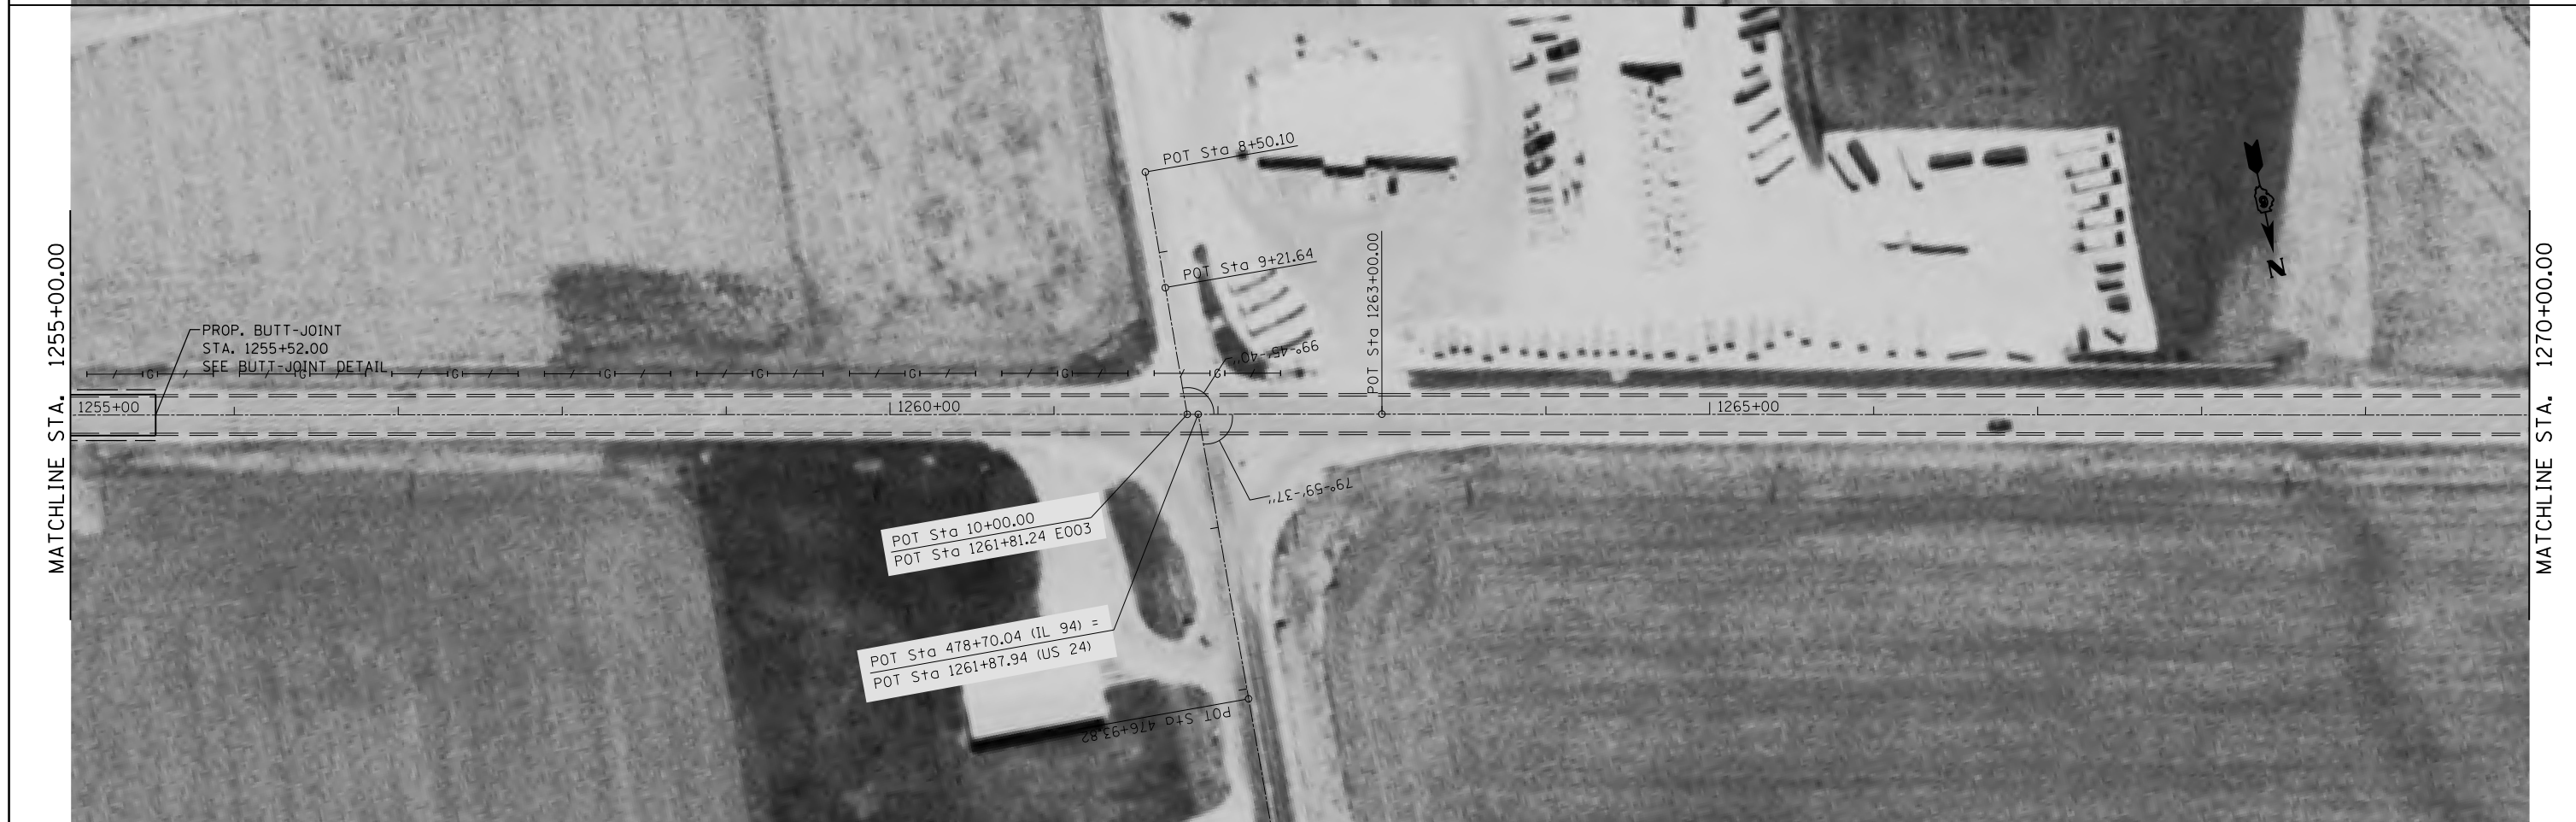 POT Sta 8+50.10
POT Sta 9+21.64
POT Sta 1263+00.00
N
MATCHLINE STA. 1255+00.00
MATCHLINE STA. 1270+00.00
PROP. BUTT-JOINT
STA. 1255+52.00
SEE BUTT-JOINT DETAIL
99°-45'-40"
G G G G G G G G
1255+00
1260+00
1265+00
79°-59'-37"
POT Sta 10+00.00
POT Sta 1261+81.24 E003
POT Sta 478+70.04 (IL 94) =
POT Sta 1261+87.94 (US 24)
POT Sta 476+93.82